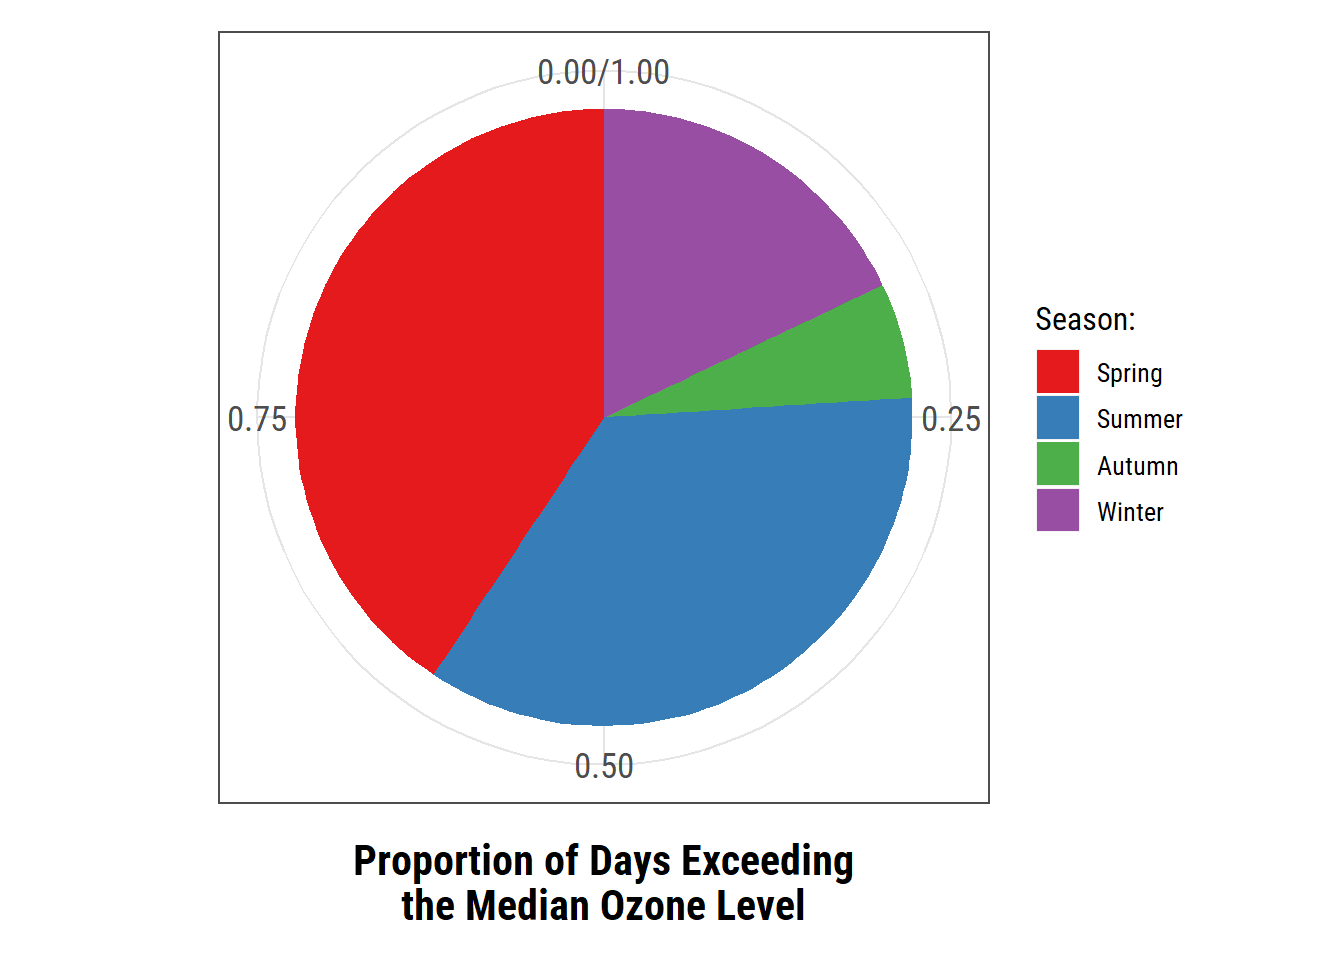 0.00/1.00
0.75
0.25
0.50
Season:
Spring
Summer
Autumn
Winter
Proportion of Days Exceeding
the Median Ozone Level